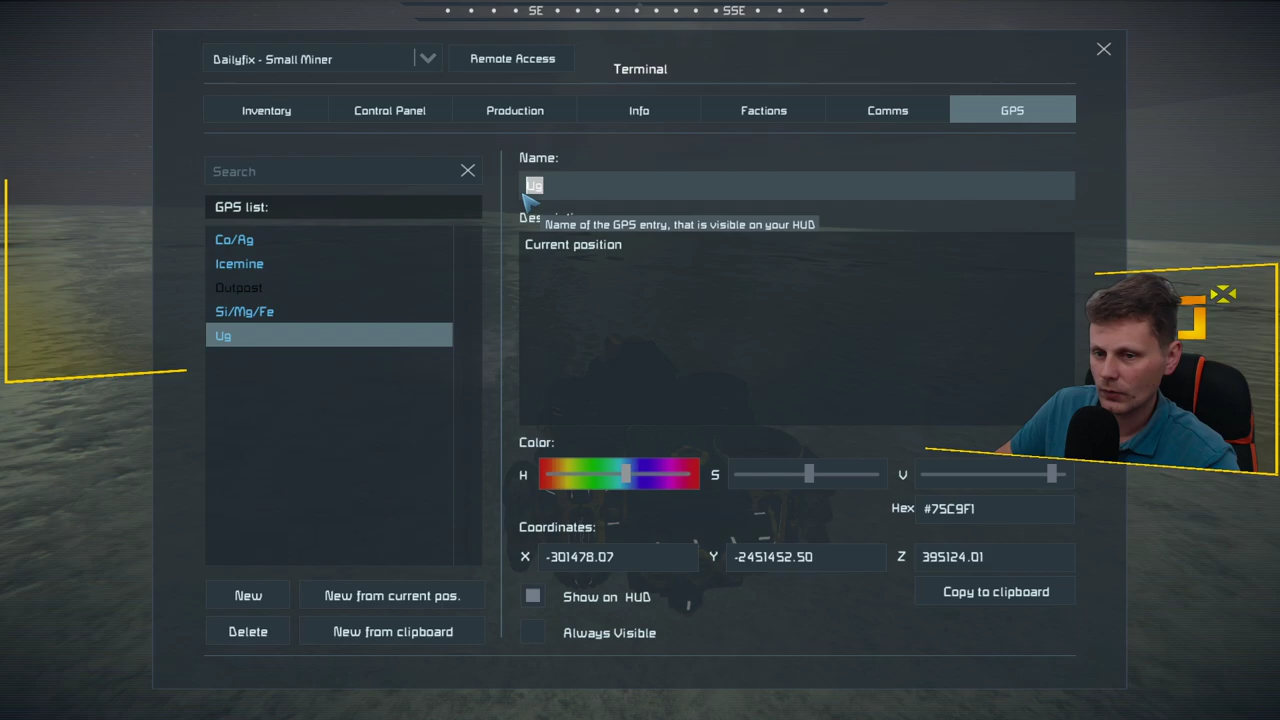 SE
SSE
Dailyfix - Small Miner
Remote Access
Terminal
Inventory
Control Panel
Production
Info
Factions
Comms
GPS
Search
GPS list:
Co/Ag
Icemine
Outpost
Si/Mg/Fe
Ug
New
New from current pos.
Delete
New from clipboard
Name:
Ug
Name of the GPS entry, that is visible on your HUD
Current position
Color:
H
S
V
Hex #75C9F1
Coordinates:
X -301478.07
Y -2451452.50
Z 395124.01
Show on HUD
Copy to clipboard
Always Visible